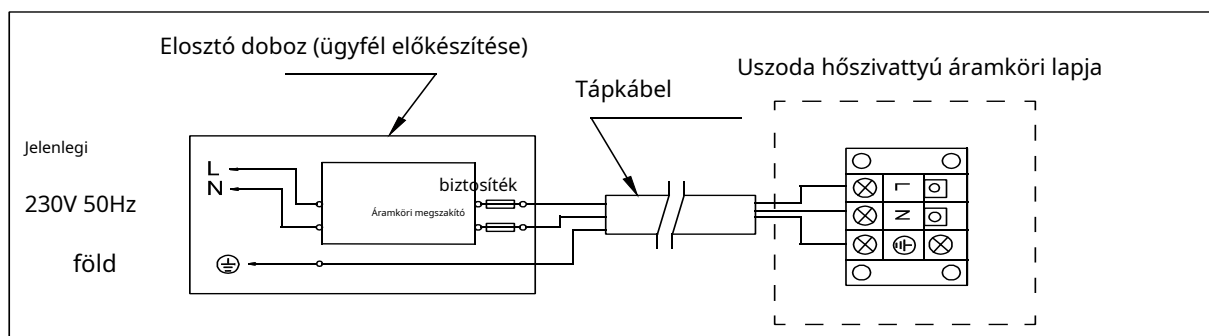 Elosztó doboz (ügyfél előkészítése)
Uszoda hőszivattyú áramköri lapja
Tápkábel
Jelenlegi
L
N
biztosíték
230V 50Hz
Áramköri megszakító
föld
L
N